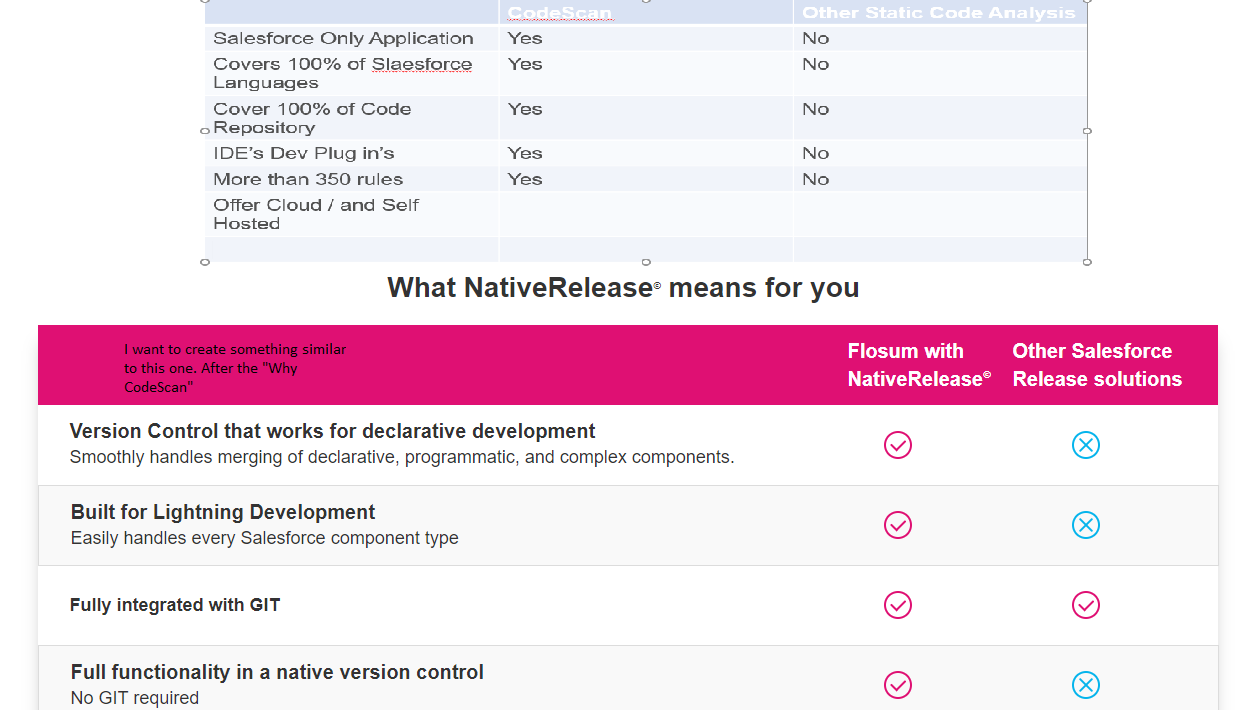 CodeScan Other Static Code Analysis
Salesforce Only Application Yes No
Covers 100% of Slaesforce Yes No
Languages
Cover 100% of Code Yes No
Repository
IDE's Dev Plug in's Yes No
More than 350 rules Yes No
Offer Cloud / and Self
Hosted
What NativeRelease© means for you
I want to create something similar
to this one. After the "Why
CodeScan"
Flosum with
NativeRelease©
Other Salesforce
Release solutions
Version Control that works for declarative development
Smoothly handles merging of declarative, programmatic, and complex components.
Built for Lightning Development
Easily handles every Salesforce component type
Fully integrated with GIT
Full functionality in a native version control
No GIT required